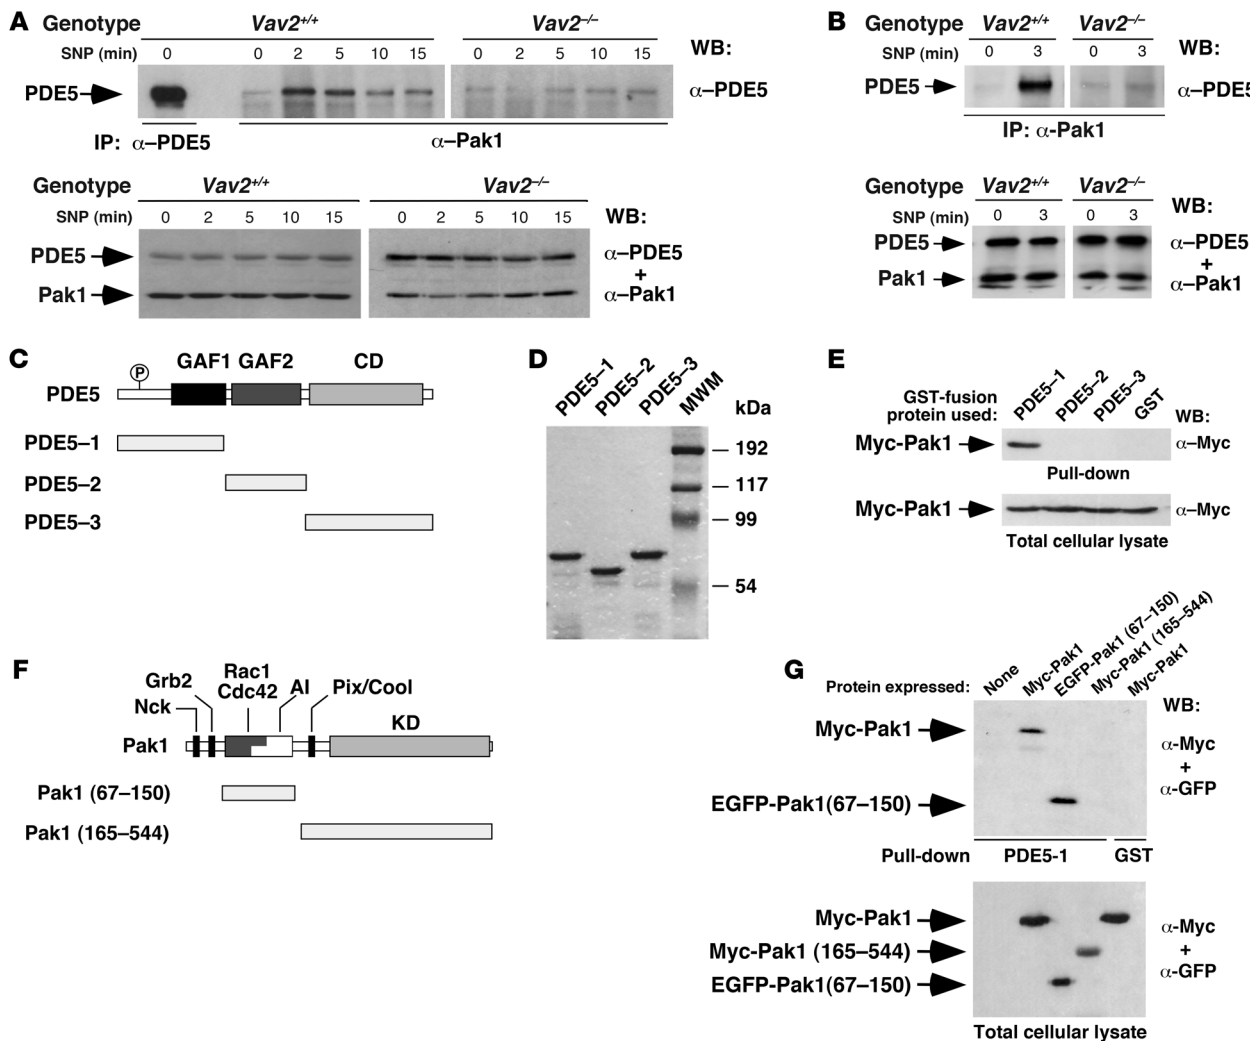 A
Genotype Vav2+/+ Vav2–/–
SNP (min) 0 0 2 5 10 15 0 2 5 10 15 WB:
PDE5 α–PDE5
IP: α–PDE5 α–Pak1
Genotype Vav2+/+ Vav2–/–
SNP (min) 0 2 5 10 15 0 2 5 10 15 WB:
PDE5 α–PDE5
+
Pak1 α–Pak1
B
Genotype Vav2+/+ Vav2–/–
SNP (min) 0 3 0 3 WB:
PDE5 α–PDE5
IP: α-Pak1
Genotype Vav2+/+ Vav2–/–
SNP (min) 0 3 0 3 WB:
PDE5 α–PDE5
+
Pak1 α–Pak1
C
GAF1 GAF2 CD
P
PDE5
PDE5–1
PDE5–2
PDE5–3
D
PDE5–1 PDE5–2 PDE5–3 MWM kDa
192
117
99
54
E
GST-fusion
protein used: PDE5–1 PDE5–2 PDE5–3 GST WB:
Myc-Pak1 α–Myc
Pull-down
Myc-Pak1 α–Myc
Total cellular lysate
F
Rac1
Grb2 Cdc42 AI Pix/Cool
Nck
KD
Pak1
Pak1 (67–150)
Pak1 (165–544)
G
Protein expressed: None Myc-Pak1 EGFP-Pak1 (67–150) Myc-Pak1 (165–544) Myc-Pak1
WB:
Myc-Pak1 α-Myc
+
EGFP-Pak1(67–150) α-GFP
Pull-down PDE5-1 GST
Myc-Pak1 α-Myc
Myc-Pak1 (165–544) +
EGFP-Pak1(67–150) α-GFP
Total cellular lysate